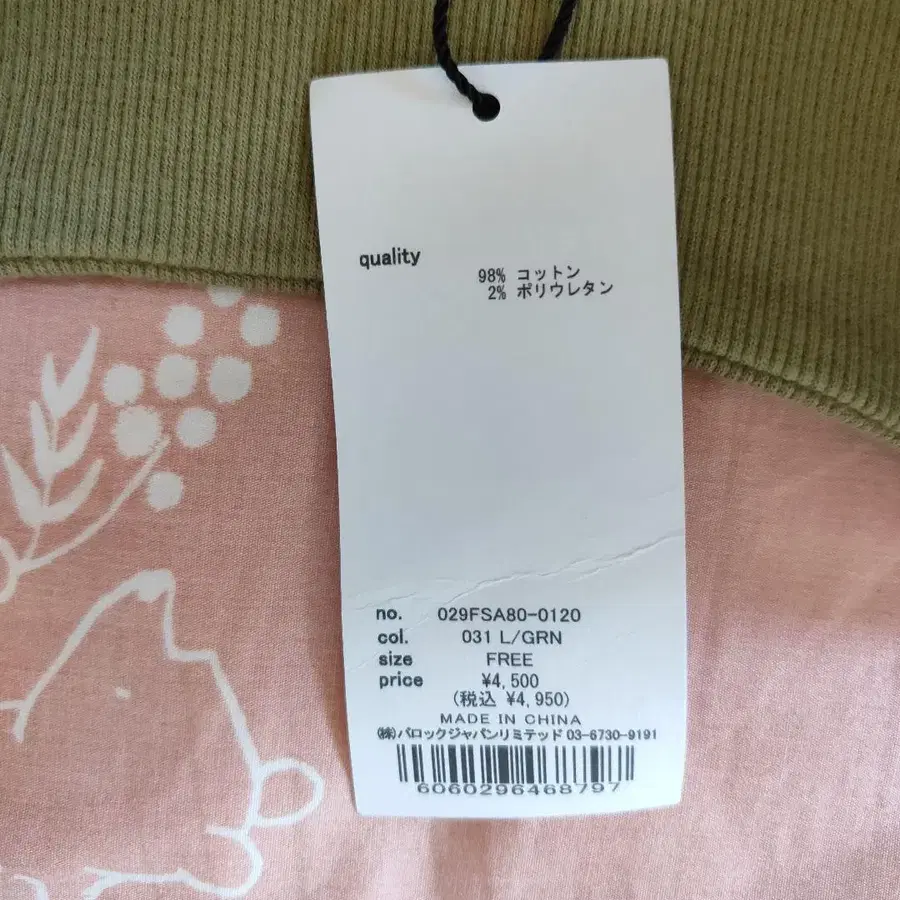 quality
98% コットン
2% ポリウレタン
no. 029FSA80-0120
col. 031 L/GRN
size FREE
price ¥4,500
(税込 ¥4,950)
MADE IN CHINA
㈱バロックジャパンリミテッド 03-6730-9191
6060296468797